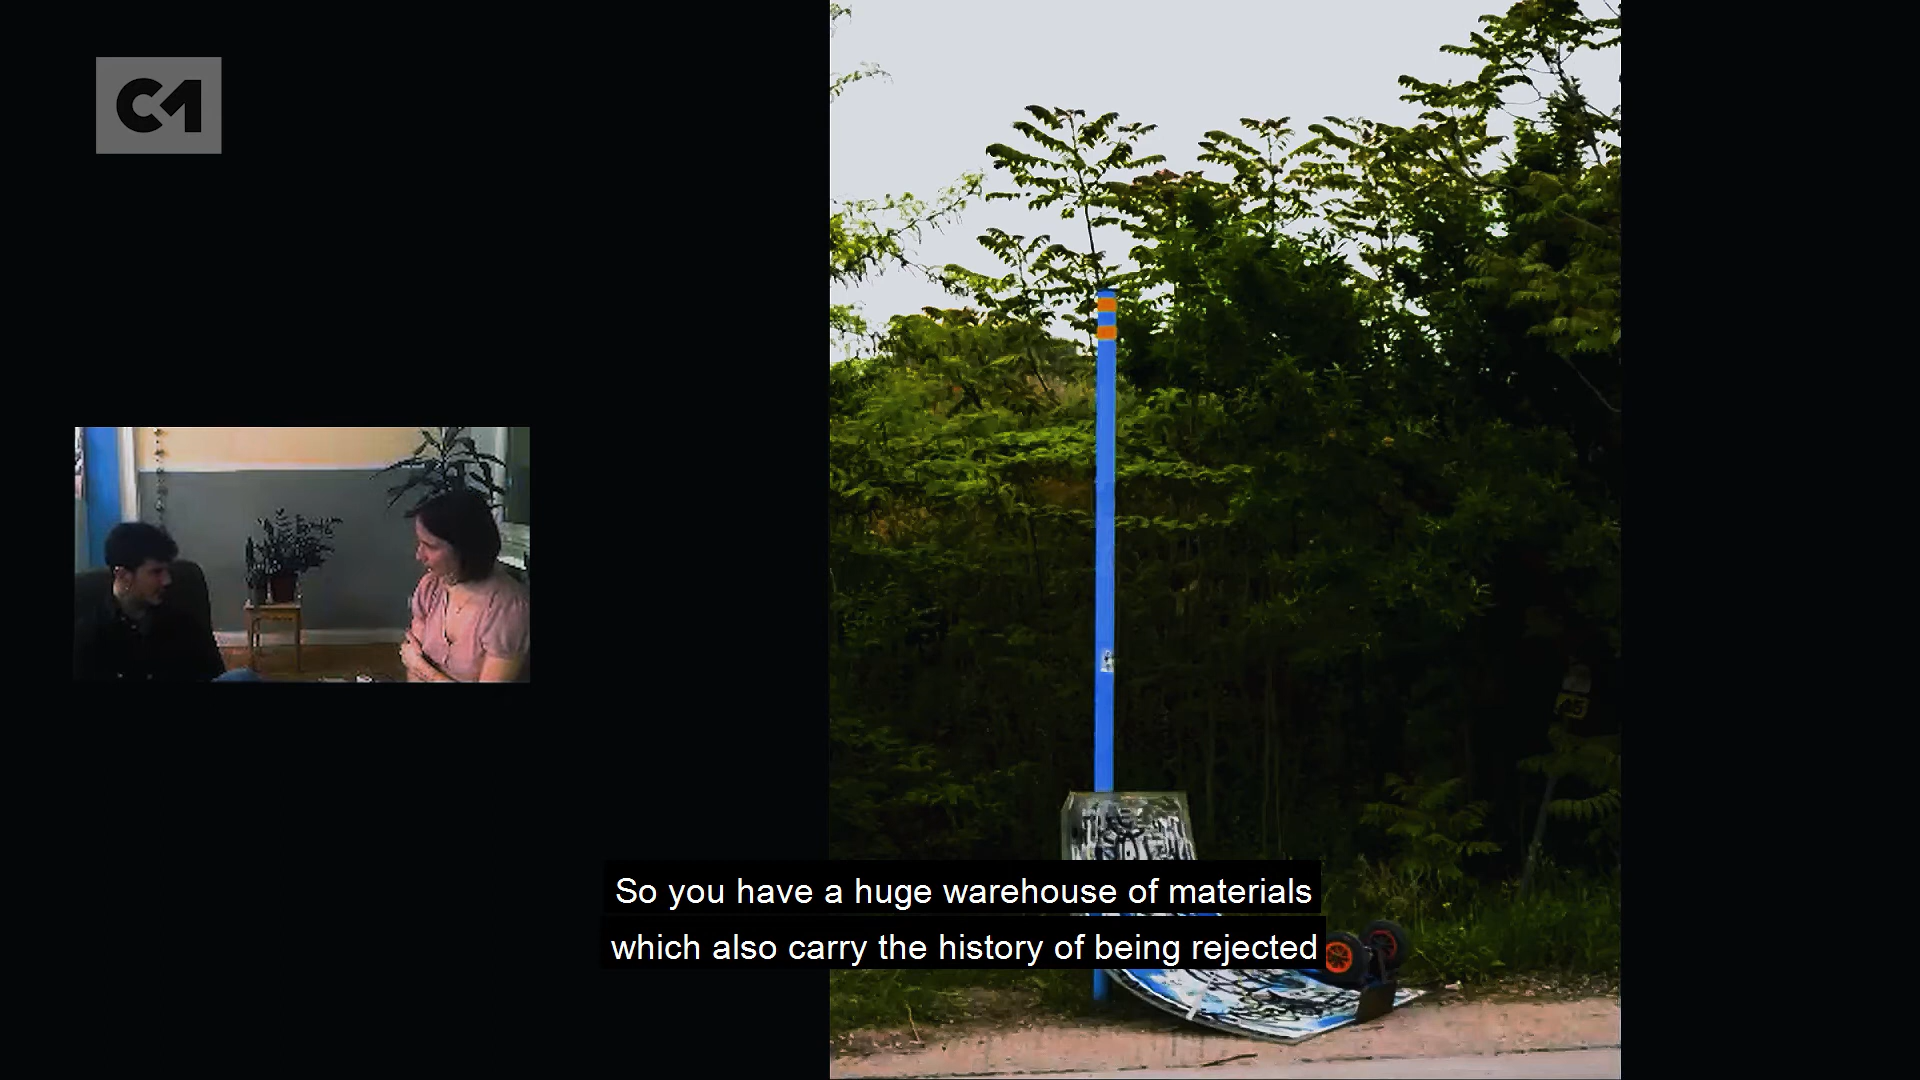 C1
So you have a huge warehouse of materials
which also carry the history of being rejected